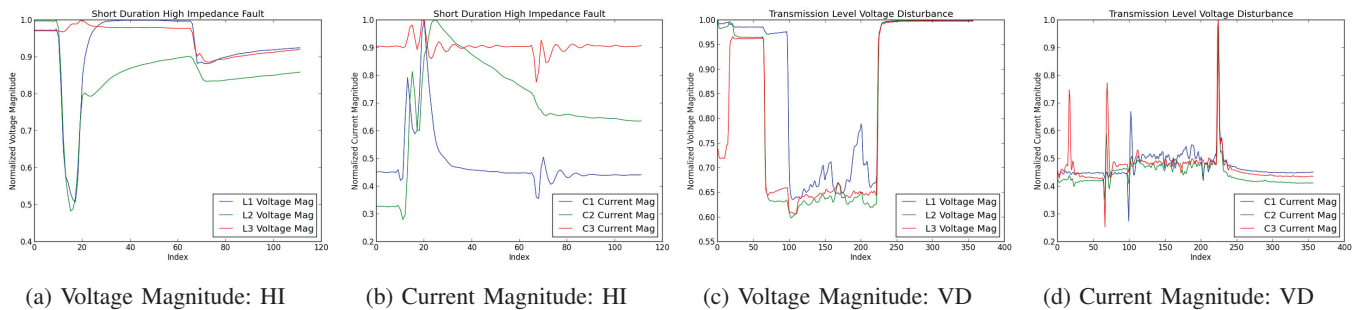 Short Duration High Impedance Fault
Normalized Voltage Magnitude
1.0
0.9
0.8
0.7
0.6
0.5
0.4
0 20 40 60 80 100 120
Index
L1 Voltage Mag
L2 Voltage Mag
L3 Voltage Mag
(a) Voltage Magnitude: HI
Short Duration High Impedance Fault
Normalized Current Magnitude
1.0
0.9
0.8
0.7
0.6
0.5
0.4
0.3
0.2
0 20 40 60 80 100 120
Index
C1 Current Mag
C2 Current Mag
C3 Current Mag
(b) Current Magnitude: HI
Transmission Level Voltage Disturbance
Normalized Voltage Magnitude
1.00
0.95
0.90
0.85
0.80
0.75
0.70
0.65
0.60
0.55
0 50 100 150 200 250 300 350 400
Index
L1 Voltage Mag
L2 Voltage Mag
L3 Voltage Mag
(c) Voltage Magnitude: VD
Transmission Level Voltage Disturbance
Normalized Current Magnitude
1.0
0.9
0.8
0.7
0.6
0.5
0.4
0.3
0.2
0 50 100 150 200 250 300 350 400
Index
C1 Current Mag
C2 Current Mag
C3 Current Mag
(d) Current Magnitude: VD